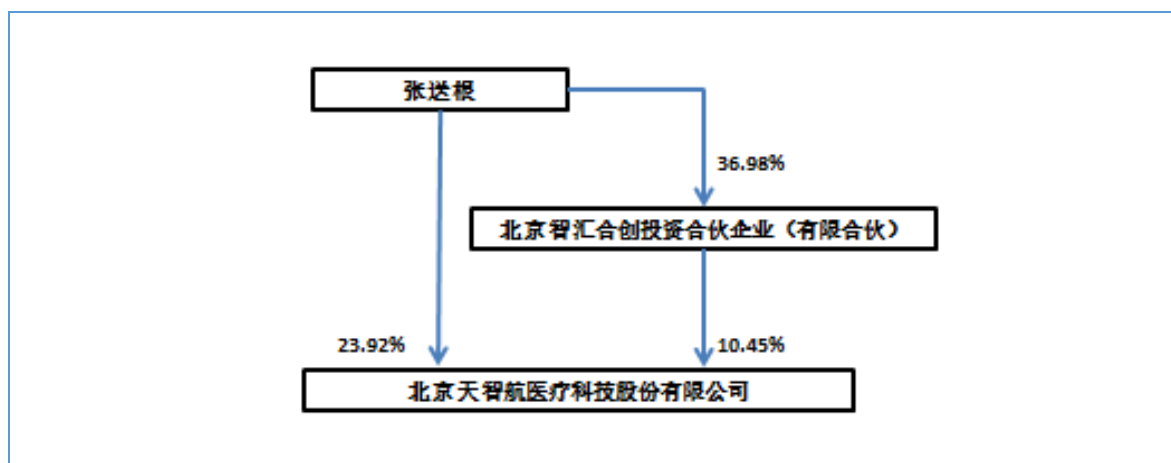 张送根
36.98%
北京智汇合创投资合伙企业（有限合伙）
23.92%
10.45%
北京天智航医疗科技股份有限公司